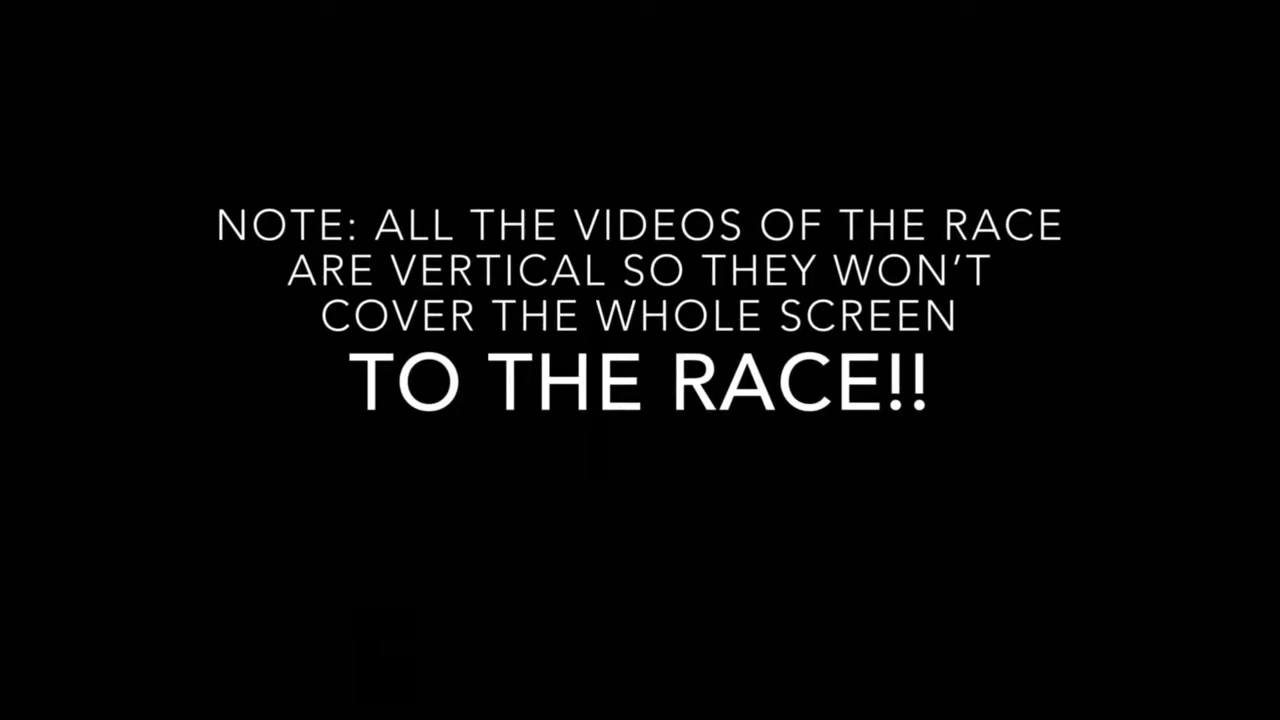 NOTE: ALL THE VIDEOS OF THE RACE
ARE VERTICAL SO THEY WON’T
COVER THE WHOLE SCREEN
TO THE RACE!!